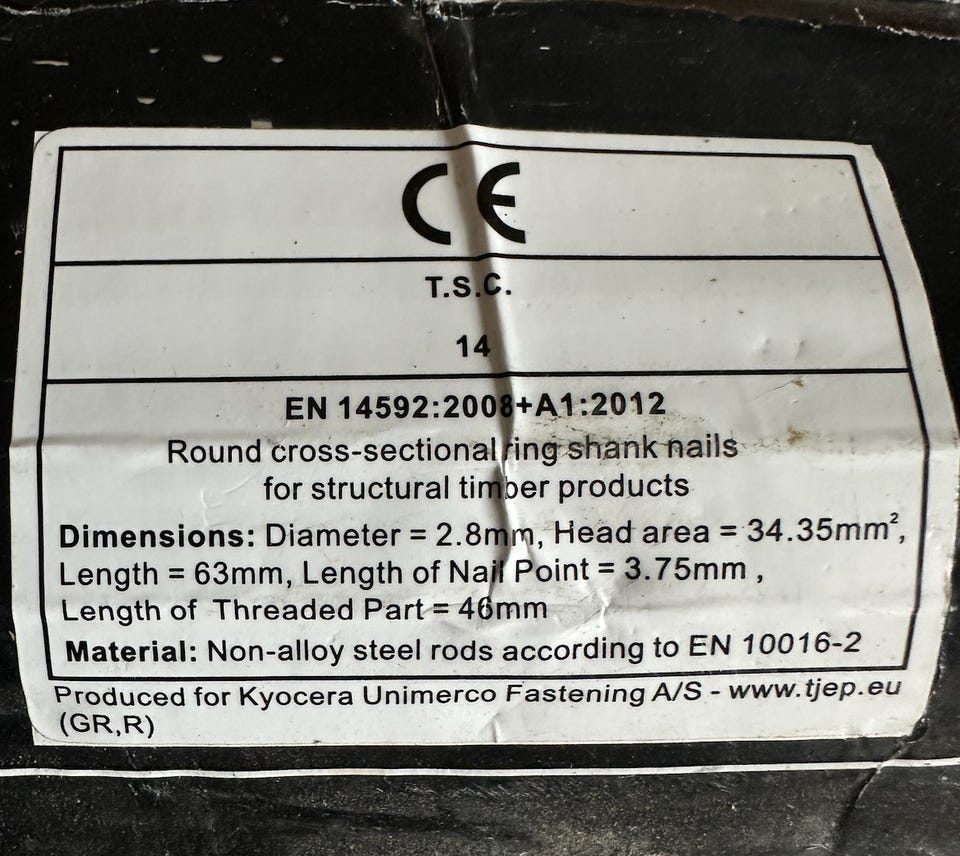 CE
T.S.C.
14
EN 14592:2008+A1:2012
Round cross-sectional ring shank nails
for structural timber products
Dimensions: Diameter = 2.8mm, Head area = 34.35mm²,
Length = 63mm, Length of Nail Point = 3.75mm ,
Length of Threaded Part = 46mm
Material: Non-alloy steel rods according to EN 10016-2
Produced for Kyocera Unimerco Fastening A/S - www.tjep.eu
(GR,R)